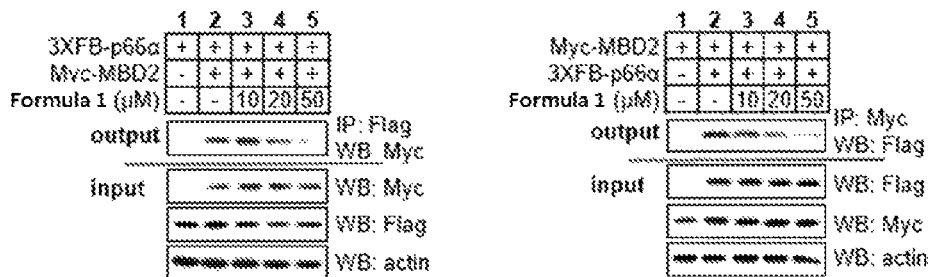 1 2 3 4 5
3XFB-p66α + + + + +
Myc-MBD2 - + + + +
Formula 1 (μM) - - 10 20 50
output
IP: Flag
WB: Myc
input
WB: Myc
WB: Flag
WB: actin
1 2 3 4 5
Myc-MBD2 + + + + +
3XFB-p66α - + + + +
Formula 1 (μM) - - 10 20 50
output
IP: Myc
WB: Flag
input
WB: Flag
WB: Myc
WB: actin